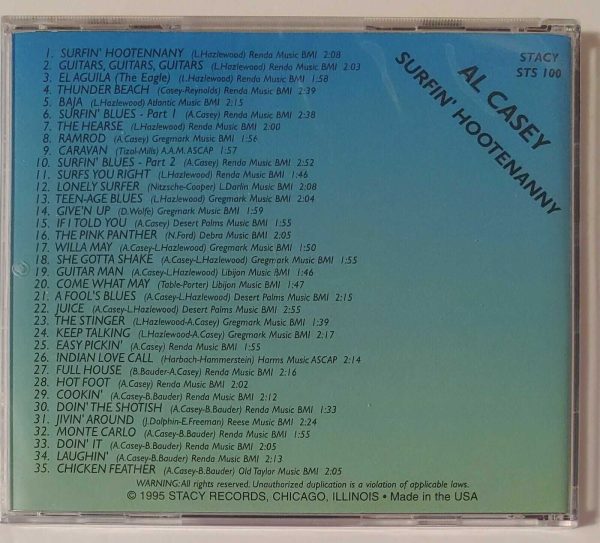 1. SURFIN' HOOTENNANY (L.Hazlewood) Renda Music BMI 2:08
2. GUITARS, GUITARS, GUITARS (L.Hazlewood) Renda Music BMI 2:03
3. EL AGUILA (The Eagle) (L.Hazlewood) Renda Music BMI 1:58
4. THUNDER BEACH (Casey-Reynolds) Renda Music BMI 2:39
5. BAJA (L.Hazlewood) Atlantic Music BMI 2:15
6. SURFIN' BLUES - Part 1 (A.Casey) Renda Music BMI 2:38
7. THE HEARSE (L.Hazlewood) Renda Music BMI 2:00
8. RAMROD (A.Casey) Gregmark Music BMI 1:56
9. CARAVAN (Tizol-Mills) A.A.M. ASCAP 1:57
10. SURFIN' BLUES - Part 2 (A.Casey) Renda Music BMI 2:52
11. SURFS YOU RIGHT (L.Hazlewood) Renda Music BMI 1:46
12. LONELY SURFER (Nitzsche-Cooper) L.Darlin Music BMI 2:08
13. TEEN-AGE BLUES (L.Hazlewood) Gregmark Music BMI 2:04
14. GIVE'N UP (D.Wolfe) Gregmark Music BMI 1:59
15. IF I TOLD YOU (A.Casey) Desert Palms Music BMI 1:55
16. THE PINK PANTHER (N.Ford) Debra Music BMI 2:05
17. WILLA MAY (A.Casey-L.Hazlewood) Gregmark Music BMI 1:50
18. SHE GOTTA SHAKE (A.Casey-L.Hazlewood) Gregmark Music BMI 1:55
19. GUITAR MAN (A.Casey-L.Hazlewood) Libijon Music BMI 1:46
20. COME WHAT MAY (Table-Porter) Libijon Music BMI 1:47
21. A FOOL'S BLUES (A.Casey-L.Hazlewood) Desert Palms Music BMI 2:15
22. JUICE (A.Casey-L.Hazlewood) Desert Palms Music BMI 2:55
23. THE STINGER (L.Hazlewood-A.Casey) Gregmark Music BMI 1:39
24. KEEP TALKING (L.Hazlewood-A.Casey) Gregmark Music BMI 2:17
25. EASY PICKIN' (A.Casey) Renda Music BMI 1:55
26. INDIAN LOVE CALL (Harbach-Hammerstein) Harms Music ASCAP 2:14
27. FULL HOUSE (B.Bauder-A.Casey) Renda Music BMI 2:16
28. HOT FOOT (A.Casey) Renda Music BMI 2:02
29. COOKIN' (A.Casey-B.Bauder) Renda Music BMI 2:12
30. DOIN' THE SHOTISH (A.Casey-B.Bauder) Renda Music BMI 1:33
31. JIVIN' AROUND (J.Dolphin-E.Freeman) Reese Music BMI 2:24
32. MONTE CARLO (A.Casey-B.Bauder) Renda Music BMI 1:55
33. DOIN' IT (A.Casey-B.Bauder) Renda Music BMI 2:05
34. LAUGHIN' (A.Casey-B.Bauder) Renda Music BMI 2:13
35. CHICKEN FEATHER (A.Casey-B.Bauder) Old Taylor Music BMI 2:05
STACY
STS 100
AL CASEY
SURFIN' HOOTENANNY
WARNING: All rights reserved. Unauthorized duplication is a violation of applicable laws.
© 1995 STACY RECORDS, CHICAGO, ILLINOIS • Made in the USA